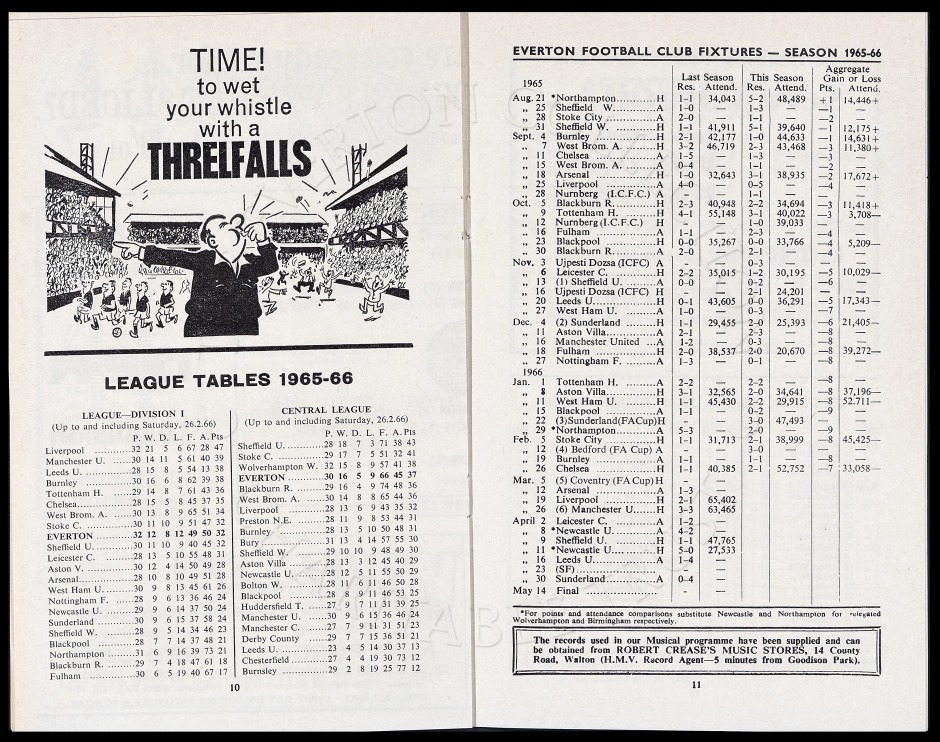 TIME!
to wet
your whistle
with a
THRELFALLS
LEAGUE TABLES 1965-66
LEAGUE—DIVISION I
(Up to and including Saturday, 26.2.66)
P. W. D. L. F. A. Pts
Liverpool ............32 21 5 6 67 28 47
Manchester U. ....30 14 11 5 61 40 39
Leeds U. ............28 15 8 5 54 13 38
Burnley ............30 16 6 8 62 39 38
Tottenham H. ....29 14 8 7 61 43 36
Chelsea...............28 15 5 8 45 37 35
West Brom. A. ....30 13 8 9 65 51 34
Stoke C. ............30 11 10 9 51 47 32
EVERTON .........32 12 8 12 49 50 32
Sheffield U. .......30 11 10 9 40 45 32
Leicester C. .........28 13 5 10 55 48 31
Aston V. ............30 12 4 14 50 49 28
Arsenal...............28 10 8 10 49 51 28
West Ham U. ......30 9 8 13 45 61 26
Nottingham F. ....28 9 6 13 36 46 24
Newcastle U. ......29 9 6 14 37 50 24
Sunderland .........30 9 6 15 37 58 24
Sheffield W. ........28 9 5 14 34 46 23
Blackpool ...........28 7 7 14 37 48 21
Northampton ......31 6 9 16 39 73 21
Blackburn R. .......29 7 4 18 47 61 18
Fulham ..............30 6 5 19 40 67 17
CENTRAL LEAGUE
(Up to and including Saturday, 26.2.66)
P. W. D. L. F. A. Pts
Sheffield U. .........28 18 7 3 71 38 43
Stoke C. ............29 17 7 5 51 32 41
Wolverhampton W. 32 15 8 9 57 41 38
EVERTON .........30 16 5 9 66 45 37
Blackburn R. .......29 16 4 9 74 48 36
West Brom. A. ....30 14 8 8 65 44 36
Liverpool ............28 13 6 9 43 35 32
Preston N.E. .......28 11 9 8 53 44 31
Burnley ..............28 13 5 10 50 48 31
Bury ..................31 13 4 14 57 55 30
Sheffield W. ........29 10 10 9 48 49 30
Aston Villa .........28 13 3 12 45 40 29
Newcastle U. .......28 12 5 11 55 50 29
Bolton W. ...........28 11 6 11 46 50 28
Blackpool ...........28 8 9 11 46 53 25
Huddersfield T. ....27 9 7 11 31 39 25
Manchester U. .....30 9 6 15 36 46 24
Manchester C. .....27 7 9 11 31 51 23
Derby County .....29 7 7 15 36 51 21
Leeds U. ............23 4 5 14 30 37 13
Chesterfield .........27 4 4 19 30 73 12
Burnsley .............29 2 8 19 25 77 12
10
EVERTON FOOTBALL CLUB FIXTURES — SEASON 1965-66
Last Season This Season Aggregate Gain or Loss
1965 Res. Attend. Res. Attend. Pts. Attend.
Aug. 21 *Northampton............H 1–1 34,043 5–2 48,489 +1 14,446+
„ 25 Sheffield W...............A 1–0 — 1–3 — —1 —
„ 28 Stoke City ...............A 2–0 — 1–1 — —2 —
„ 31 Sheffield W...............H 1–1 41,911 5–1 39,640 —1 12,175+
Sept. 4 Burnley ..................H 2–1 42,177 1–0 44,633 —1 14,631+
„ 7 West Brom. A. .........H 3–2 46,719 2–3 43,468 —3 11,380+
„ 11 Chelsea ..................A 1–5 — 1–3 — —3 —
„ 15 West Brom. A. .........A 0–4 — 1–1 — —2 —
„ 18 Arsenal ..................H 1–0 32,643 3–1 38,935 —2 17,672+
„ 25 Liverpool ...............A 4–0 — 0–5 — —4 —
„ 28 Nurnberg (I.C.F.C.) A – — 1–1 —
Oct. 5 Blackburn R.............H 2–3 40,948 2–2 34,694 —3 11,418+
„ 9 Tottenham H. .........H 4–1 55,148 3–1 40,022 —3 3,708—
„ 12 Nurnberg (I.C.F.C.) H – — 1–0 39,033
„ 16 Fulham ..................A 1–1 — 2–3 — —4 —
„ 23 Blackpool ...............H 0–0 35,267 0–0 33,766 —4 5,209—
„ 30 Blackburn R.............A 2–0 — 2–1 — —4 —
Nov. 3 Ujpesti Dozsa (ICFC) A – — 0–3 —
„ 6 Leicester C. .............H 2–2 35,015 1–2 30,195 —5 10,029—
„ 13 (1) Sheffield U. ........A 0–0 — 0–2 — —6 —
„ 16 Ujpesti Dozsa (ICFC) H – — 2–1 24,201
„ 20 Leeds U...................H 0–1 43,605 0–0 36,291 —5 17,343—
„ 27 West Ham U. ..........A 1–0 — 0–3 — —7 —
Dec. 4 (2) Sunderland .........H 1–1 29,455 2–0 25,393 —6 21,405—
„ 11 Aston Villa..............A 2–1 — 2–3 — —8 —
„ 16 Manchester United ...A 1–2 — 0–3 — —8 —
„ 18 Fulham ..................H 2–0 38,537 2–0 20,670 —8 39,272—
„ 27 Nottingham F. .........A 1–3 — 0–1 — —8 —
1966
Jan. 1 Tottenham H. ..........A 2–2 — 2–2 — —8 —
„ 8 Aston Villa..............H 3–1 32,565 2–0 34,641 —8 37,196—
„ 11 West Ham U. ..........H 1–1 45,430 2–2 29,915 —8 52,711—
„ 15 Blackpool ...............A 1–1 — 0–2 — —9 —
„ 22 (3)Sunderland(FACup)H – — 3–0 47,493
„ 29 *Northampton............A 5–3 — 2–0 — —9 —
Feb. 5 Stoke City ...............H 1–1 31,713 2–1 38,999 —8 45,425—
„ 12 (4) Bedford (FA Cup) A – — 3–0 —
„ 19 Burnley ..................A 1–1 — 1–1 — —8 —
„ 26 Chelsea ..................H 1–1 40,385 2–1 52,752 —7 33,058—
Mar. 5 (5) Coventry (FA Cup)H – —
„ 12 Arsenal ..................A 1–3 —
„ 19 Liverpool ...............H 2–1 65,402
„ 26 (6) Manchester U.......H 3–3 63,465
April 2 Leicester C. .............A 1–2 —
„ 8 *Newcastle U. ...........A 4–2 —
„ 9 Sheffield U. .............H 1–1 47,765
„ 11 *Newcastle U.............H 5–0 27,533
„ 16 Leeds U...................A 1–4 —
„ 23 (SF)....................... – —
„ 30 Sunderland..............A 0–4 —
May 14 Final ..................... – —
*For points and attendance comparisons substitute Newcastle and Northampton for relegated
Wolverhampton and Birmingham respectively.
The records used in our Musical programme have been supplied and can
be obtained from ROBERT CREASE'S MUSIC STORES, 14 County
Road, Walton (H.M.V. Record Agent—5 minutes from Goodison Park).
11